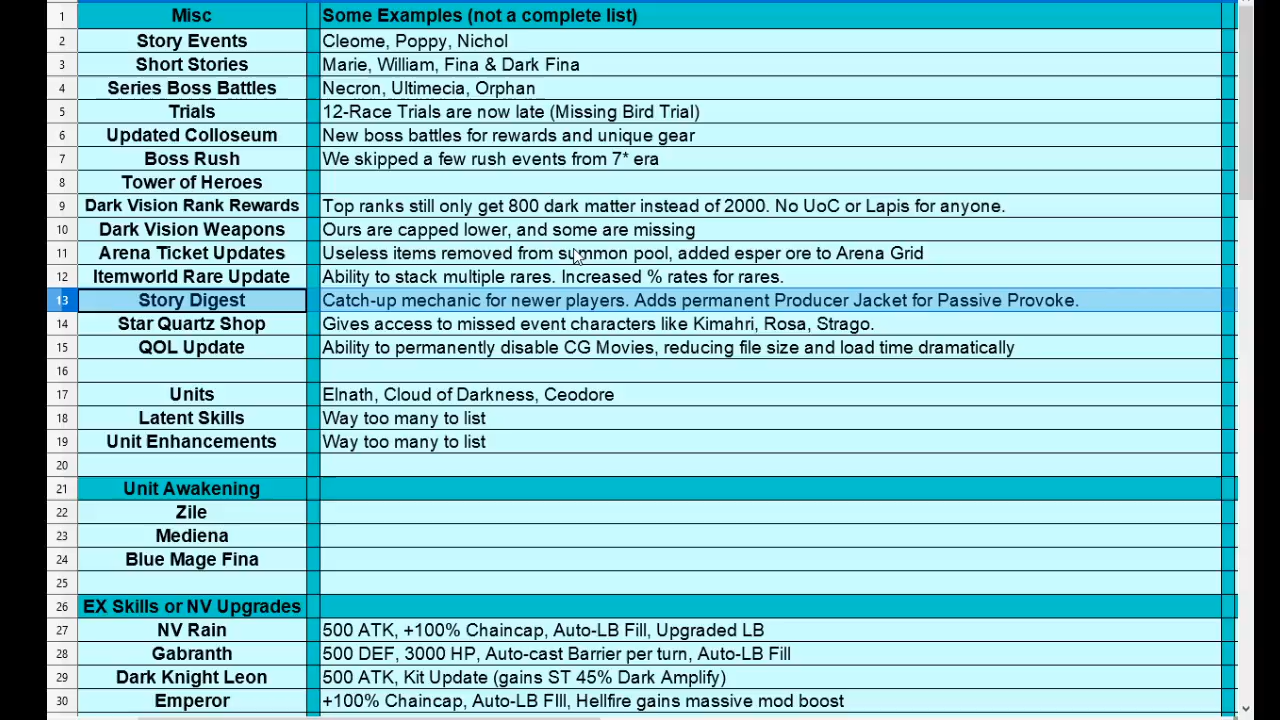 1 Misc Some Examples (not a complete list)
2 Story Events Cleome, Poppy, Nichol
3 Short Stories Marie, William, Fina & Dark Fina
4 Series Boss Battles Necron, Ultimecia, Orphan
5 Trials 12-Race Trials are now late (Missing Bird Trial)
6 Updated Colloseum New boss battles for rewards and unique gear
7 Boss Rush We skipped a few rush events from 7* era
8 Tower of Heroes
9 Dark Vision Rank Rewards Top ranks still only get 800 dark matter instead of 2000. No UoC or Lapis for anyone.
10 Dark Vision Weapons Ours are capped lower, and some are missing
11 Arena Ticket Updates Useless items removed from summon pool, added esper ore to Arena Grid
12 Itemworld Rare Update Ability to stack multiple rares. Increased % rates for rares.
13 Story Digest Catch-up mechanic for newer players. Adds permanent Producer Jacket for Passive Provoke.
14 Star Quartz Shop Gives access to missed event characters like Kimahri, Rosa, Strago.
15 QOL Update Ability to permanently disable CG Movies, reducing file size and load time dramatically
16
17 Units Elnath, Cloud of Darkness, Ceodore
18 Latent Skills Way too many to list
19 Unit Enhancements Way too many to list
20
21 Unit Awakening
22 Zile
23 Mediena
24 Blue Mage Fina
25
26 EX Skills or NV Upgrades
27 NV Rain 500 ATK, +100% Chaincap, Auto-LB Fill, Upgraded LB
28 Gabranth 500 DEF, 3000 HP, Auto-cast Barrier per turn, Auto-LB Fill
29 Dark Knight Leon 500 ATK, Kit Update (gains ST 45% Dark Amplify)
30 Emperor +100% Chaincap, Auto-LB FIll, Hellfire gains massive mod boost